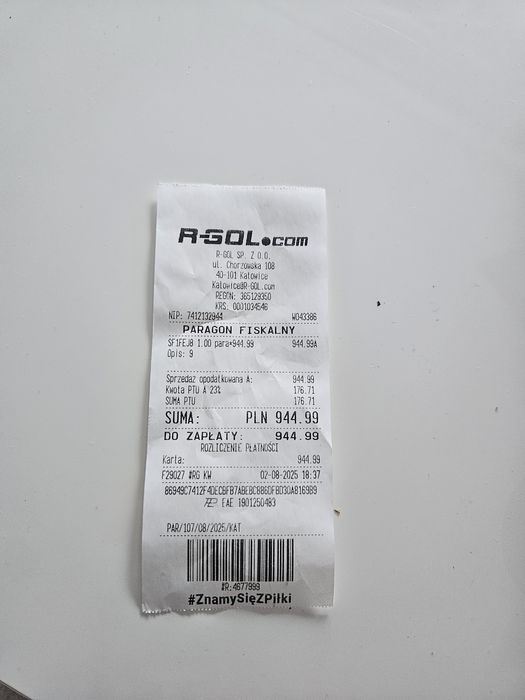 R-GOL.com
R-GOL SP. Z O.O.
ul. Chorzowska 108
40-101 Katowice
Katowice@R-GOL.com
REGON: 365129350
KRS: 0001034546
NIP: 7412132944 W043386
PARAGON FISKALNY
SF1FEJ8 1.00 para*944.99 944.99A
Opis: 9
Sprzedaż opodatkowana A: 944.99
Kwota PTU A 23% 176.71
SUMA PTU 176.71
SUMA: PLN 944.99
DO ZAPŁATY: 944.99
ROZLICZENIE PŁATNOŚCI
Karta: 944.99
F29027 #RG KW 02-08-2025 18:37
EAE 1901250483
PAR/107/08/2025/KAT
#R:4677999
#ZnamySięZPiłki